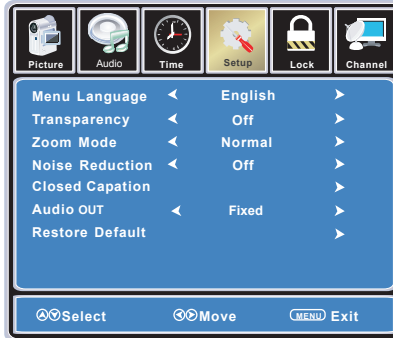 Picture Audio Time Setup Lock Channel
Menu Language English
Transparency Off
Zoom Mode Normal
Noise Reduction Off
Closed Capation
Audio OUT Fixed
Restore Default
Select Move MENU Exit